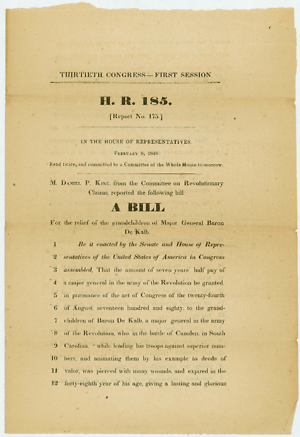 THIRTIETH CONGRESS—FIRST SESSION
H. R. 185.
[Report No. 175.]
IN THE HOUSE OF REPRESENTATIVES.
FEBRUARY 8, 1848.
Read twice, and committed to a Committee of the Whole House to-morrow.
M. DANIEL P. KING, from the Committee on Revolutionary
Claims, reported the following bill:
A BILL
For the relief of the grandchildren of Major General Baron
De Kalb.
1 Be it enacted by the Senate and House of Repre-
2 sentatives of the United States of America in Congress
3 assembled, That the amount of seven years' half pay of
4 a major general in the army of the Revolution be granted,
5 in pursuance of the act of Congress of the twenty-fourth
6 of August, seventeen hundred and eighty, to the grand-
7 children of Baron De Kalb, a major general in the army
8 of the Revolution, who in the battle of Camden, in South
9 Carolina, "while leading his troops against superior num-
10 bers, and animating them by his example to deeds of
11 valor, was pierced with many wounds, and expired in the
12 forty-eighth year of his age, giving a lasting and glorious